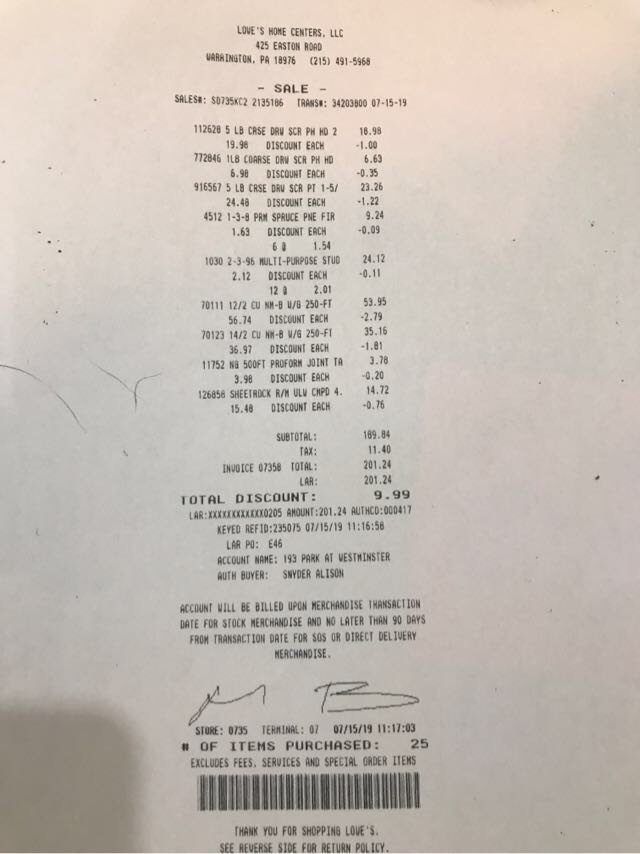 LOWE'S HOME CENTERS, LLC
425 EASTON ROAD
WARRINGTON, PA 18976 (215) 491-5968
- SALE -
SALES#: S0735KC2 2135186 TRANS#: 34203800 07-15-19
112628 5 LB CRSE DRW SCR PH HD 2 18.98
19.98 DISCOUNT EACH -1.00
772846 1LB COARSE DRW SCR PH HD 6.63
6.98 DISCOUNT EACH -0.35
916567 5 LB CRSE DRW SCR PT 1-5/ 23.26
24.48 DISCOUNT EACH -1.22
4512 1-3-8 PRM SPRUCE PNE FIR 9.24
1.63 DISCOUNT EACH -0.09
6 @ 1.54
1030 2-3-96 MULTI-PURPOSE STUD 24.12
2.12 DISCOUNT EACH -0.11
12 @ 2.01
70111 12/2 CU NM-B W/G 250-FT 53.95
56.74 DISCOUNT EACH -2.79
70123 14/2 CU NM-B W/G 250-FT 35.16
36.97 DISCOUNT EACH -1.81
11752 NG 500FT PROFORM JOINT TA 3.78
3.98 DISCOUNT EACH -0.20
126858 SHEETROCK R/M ULW CMPD 4. 14.72
15.48 DISCOUNT EACH -0.76
SUBTOTAL: 189.84
TAX: 11.40
INVOICE 07358 TOTAL: 201.24
LAR: 201.24
TOTAL DISCOUNT: 9.99
LAR:XXXXXXXXXXXX0205 AMOUNT:201.24 AUTHCD:000417
KEYED REFID:235075 07/15/19 11:16:58
LAR PO: E46
ACCOUNT NAME: 193 PARK AT WESTMINSTER
AUTH BUYER: SNYDER ALISON
ACCOUNT WILL BE BILLED UPON MERCHANDISE TRANSACTION
DATE FOR STOCK MERCHANDISE AND NO LATER THAN 90 DAYS
FROM TRANSACTION DATE FOR SOS OR DIRECT DELIVERY
MERCHANDISE.
STORE: 0735 TERMINAL: 07 07/15/19 11:17:03
# OF ITEMS PURCHASED: 25
EXCLUDES FEES, SERVICES AND SPECIAL ORDER ITEMS
THANK YOU FOR SHOPPING LOWE'S.
SEE REVERSE SIDE FOR RETURN POLICY.